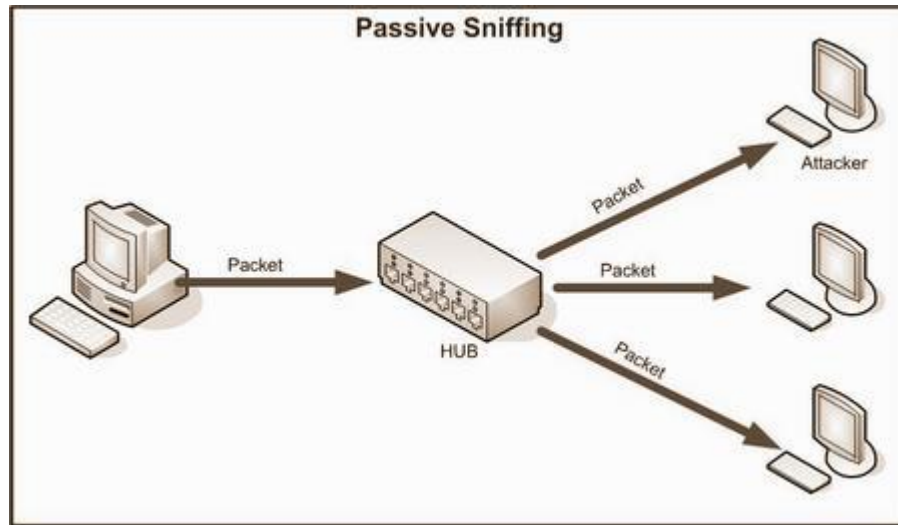 Passive Sniffing
Packet
Attacker
Packet
Packet
HUB
Packet